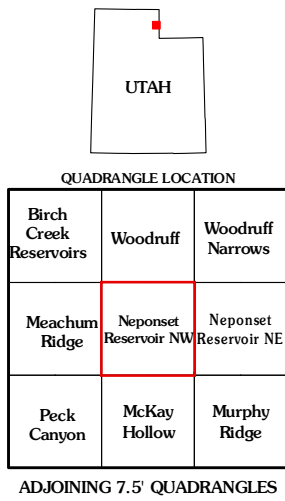 UTAH
QUADRANGLE LOCATION
Birch
Creek
Reservoirs
Woodruff
Woodruff
Narrows
Meachum
Ridge
Neponset
Reservoir NW
Neponset
Reservoir NE
Peck
Canyon
McKay
Hollow
Murphy
Ridge
ADJOINING 7.5' QUADRANGLES